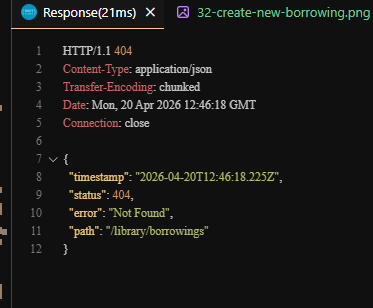 Response(21ms) × 32-create-new-borrowing.png
1 HTTP/1.1 404
2 Content-Type: application/json
3 Transfer-Encoding: chunked
4 Date: Mon, 20 Apr 2026 12:46:18 GMT
5 Connection: close
6
7 {
8 "timestamp": "2026-04-20T12:46:18.225Z",
9 "status": 404,
10 "error": "Not Found",
11 "path": "/library/borrowings"
12 }